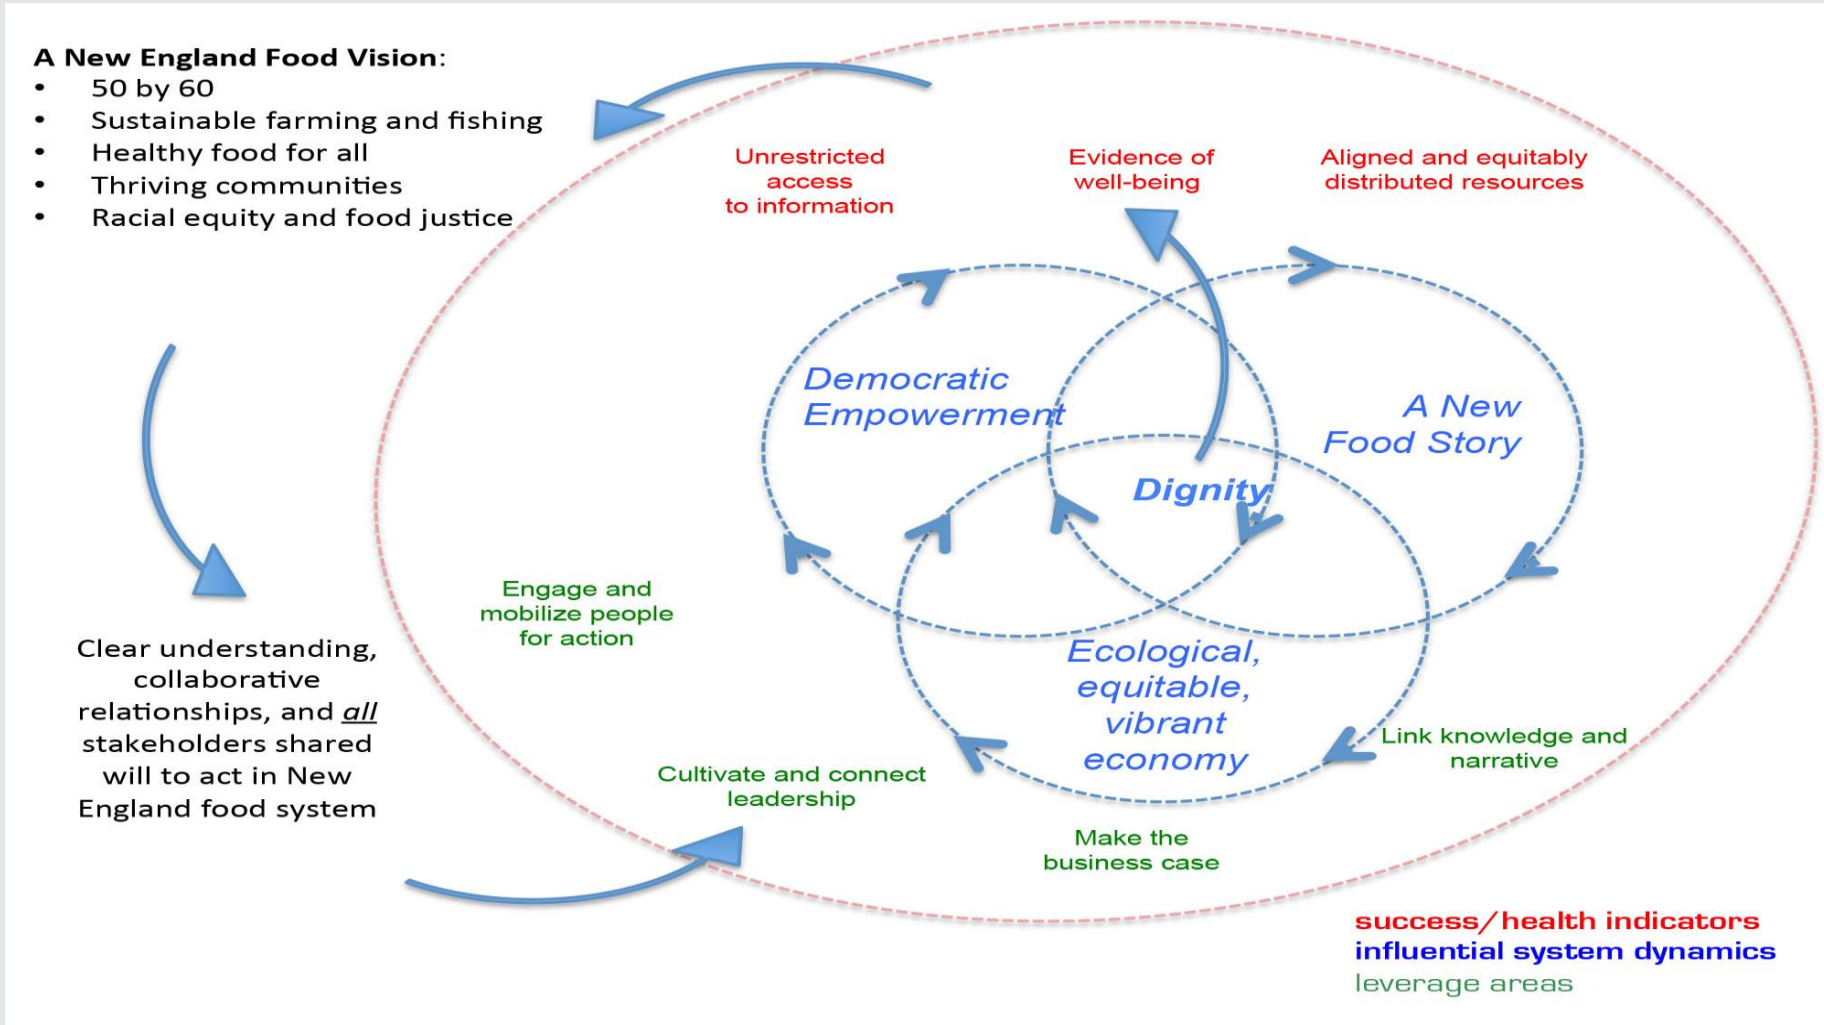 A New England Food Vision:
• 50 by 60
• Sustainable farming and fishing
• Healthy food for all
• Thriving communities
• Racial equity and food justice
Unrestricted
access
to information
Evidence of
well-being
Aligned and equitably
distributed resources
Democratic
Empowerment
A New
Food Story
Dignity
Ecological,
equitable,
vibrant
economy
Clear understanding,
collaborative
relationships, and all
stakeholders shared
will to act in New
England food system
Engage and
mobilize people
for action
Cultivate and connect
leadership
Make the
business case
Link knowledge and
narrative
success/health indicators
influential system dynamics
leverage areas